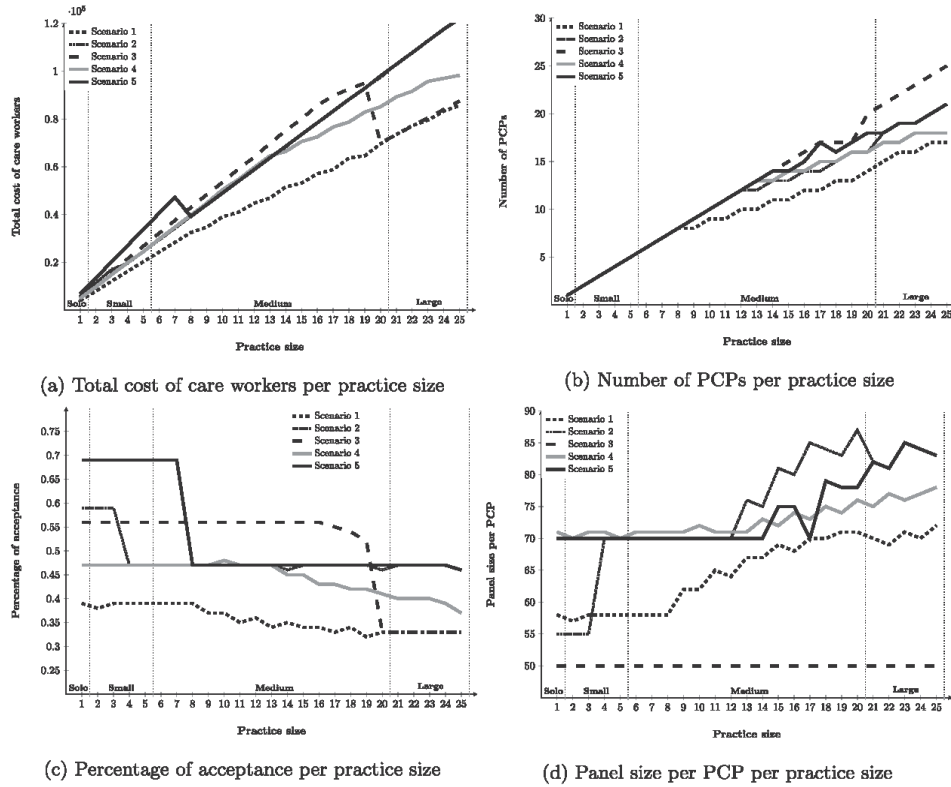 ·10⁵
1.2
1
0.8
0.6
0.4
0.2
Total cost of care workers
Scenario 1
Scenario 2
Scenario 3
Scenario 4
Scenario 5
Solo Small Medium Large
1 2 3 4 5 6 7 8 9 10 11 12 13 14 15 16 17 18 19 20 21 22 23 24 25
Practice size
(a) Total cost of care workers per practice size
30
25
20
15
10
5
Number of PCPs
Scenario 1
Scenario 2
Scenario 3
Scenario 4
Scenario 5
Solo Small Medium Large
1 2 3 4 5 6 7 8 9 10 11 12 13 14 15 16 17 18 19 20 21 22 23 24 25
Practice size
(b) Number of PCPs per practice size
0.75
0.7
0.65
0.6
0.55
0.5
0.45
0.4
0.35
0.3
0.25
Percentage of acceptance
Scenario 1
Scenario 2
Scenario 3
Scenario 4
Scenario 5
Solo Small Medium Large
1 2 3 4 5 6 7 8 9 10 11 12 13 14 15 16 17 18 19 20 21 22 23 24 25
Practice size
(c) Percentage of acceptance per practice size
90
85
80
75
70
65
60
55
50
Panel size per PCP
Scenario 1
Scenario 2
Scenario 3
Scenario 4
Scenario 5
Solo Small Medium Large
1 2 3 4 5 6 7 8 9 10 11 12 13 14 15 16 17 18 19 20 21 22 23 24 25
Practice size
(d) Panel size per PCP per practice size